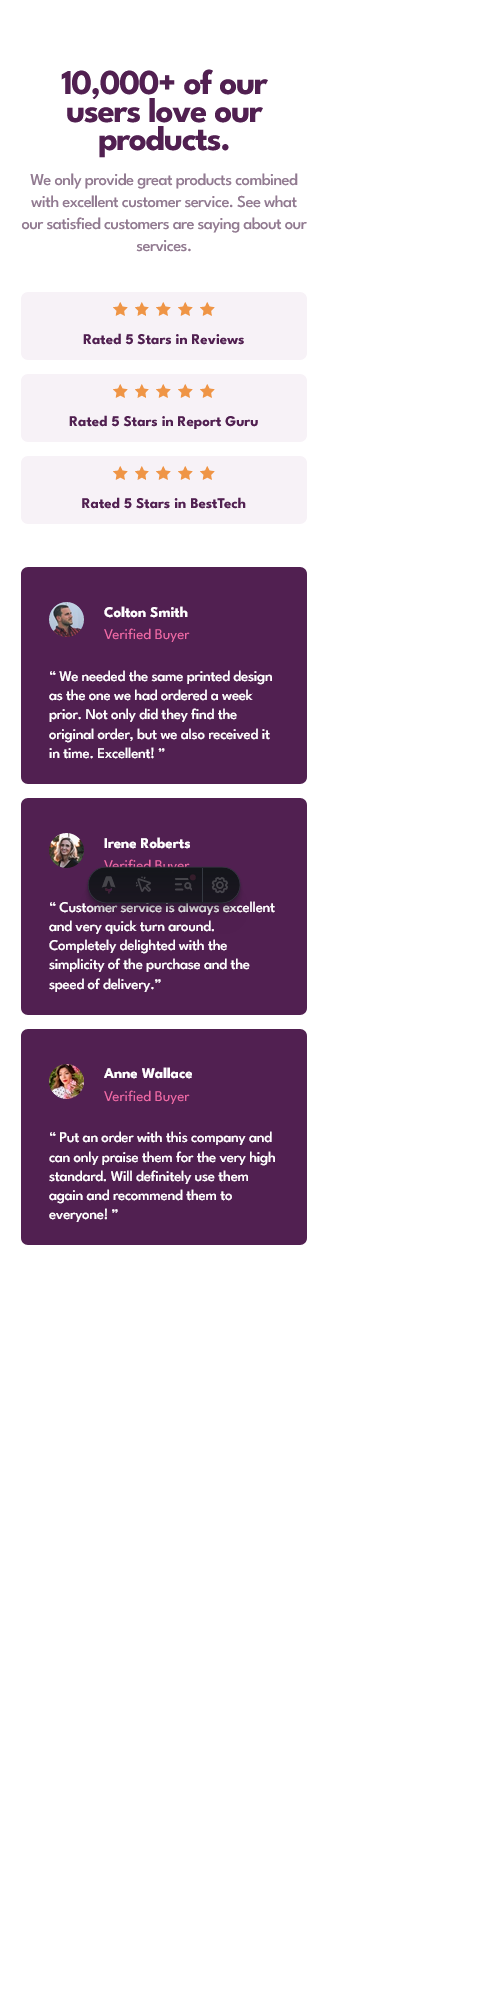 10,000+ of our
users love our
products.
We only provide great products combined
with excellent customer service. See what
our satisfied customers are saying about our
services.
Rated 5 Stars in Reviews
Rated 5 Stars in Report Guru
Rated 5 Stars in BestTech
Colton Smith
Verified Buyer
“ We needed the same printed design
as the one we had ordered a week
prior. Not only did they find the
original order, but we also received it
in time. Excellent! ”
Irene Roberts
Verified Buyer
“ Customer service is always excellent
and very quick turn around.
Completely delighted with the
simplicity of the purchase and the
speed of delivery.”
Anne Wallace
Verified Buyer
“ Put an order with this company and
can only praise them for the very high
standard. Will definitely use them
again and recommend them to
everyone! ”